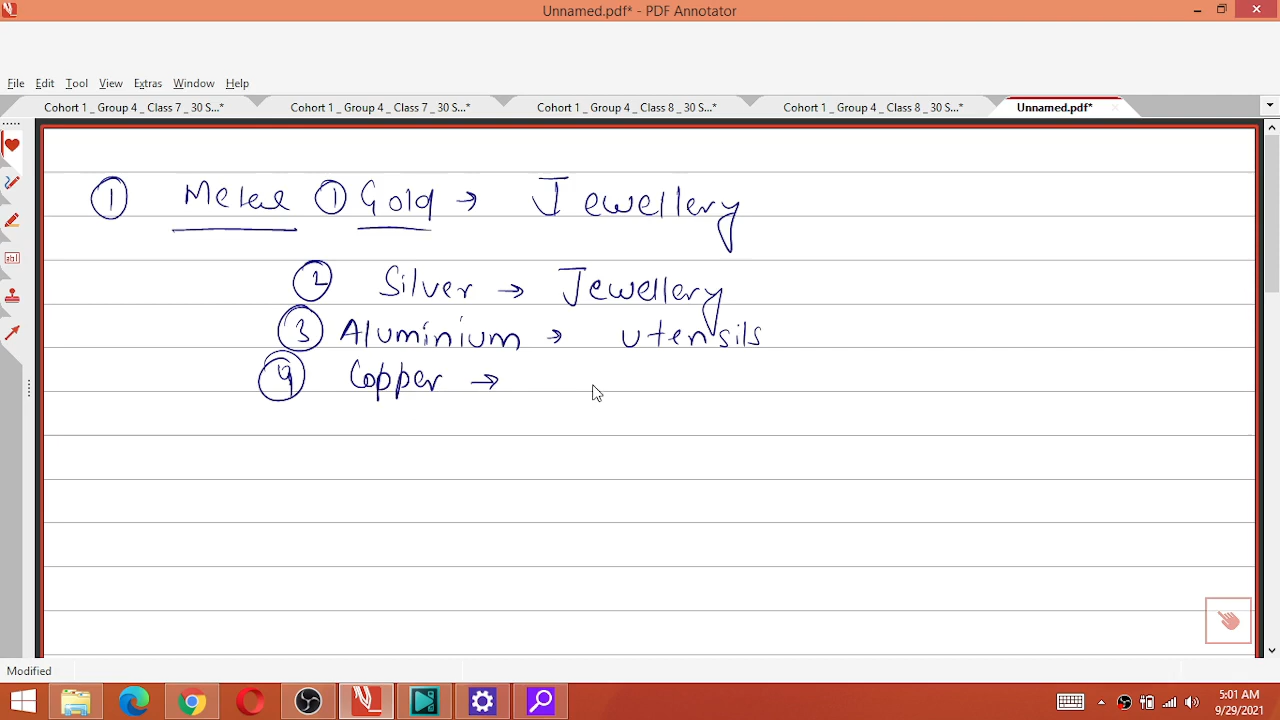 Unnamed.pdf* - PDF Annotator
File Edit Tool View Extras Window Help
Cohort 1 _ Group 4 _ Class 7 _ 30 S...* Cohort 1 _ Group 4 _ Class 7 _ 30 S...* Cohort 1 _ Group 4 _ Class 8 _ 30 S...* Cohort 1 _ Group 4 _ Class 8 _ 30 S...* Unnamed.pdf*
① Metal ① Gold → Jewellery
② Silver → Jewellery
③ Aluminium → utensils
④ Copper →
Modified
5:01 AM
9/29/2021